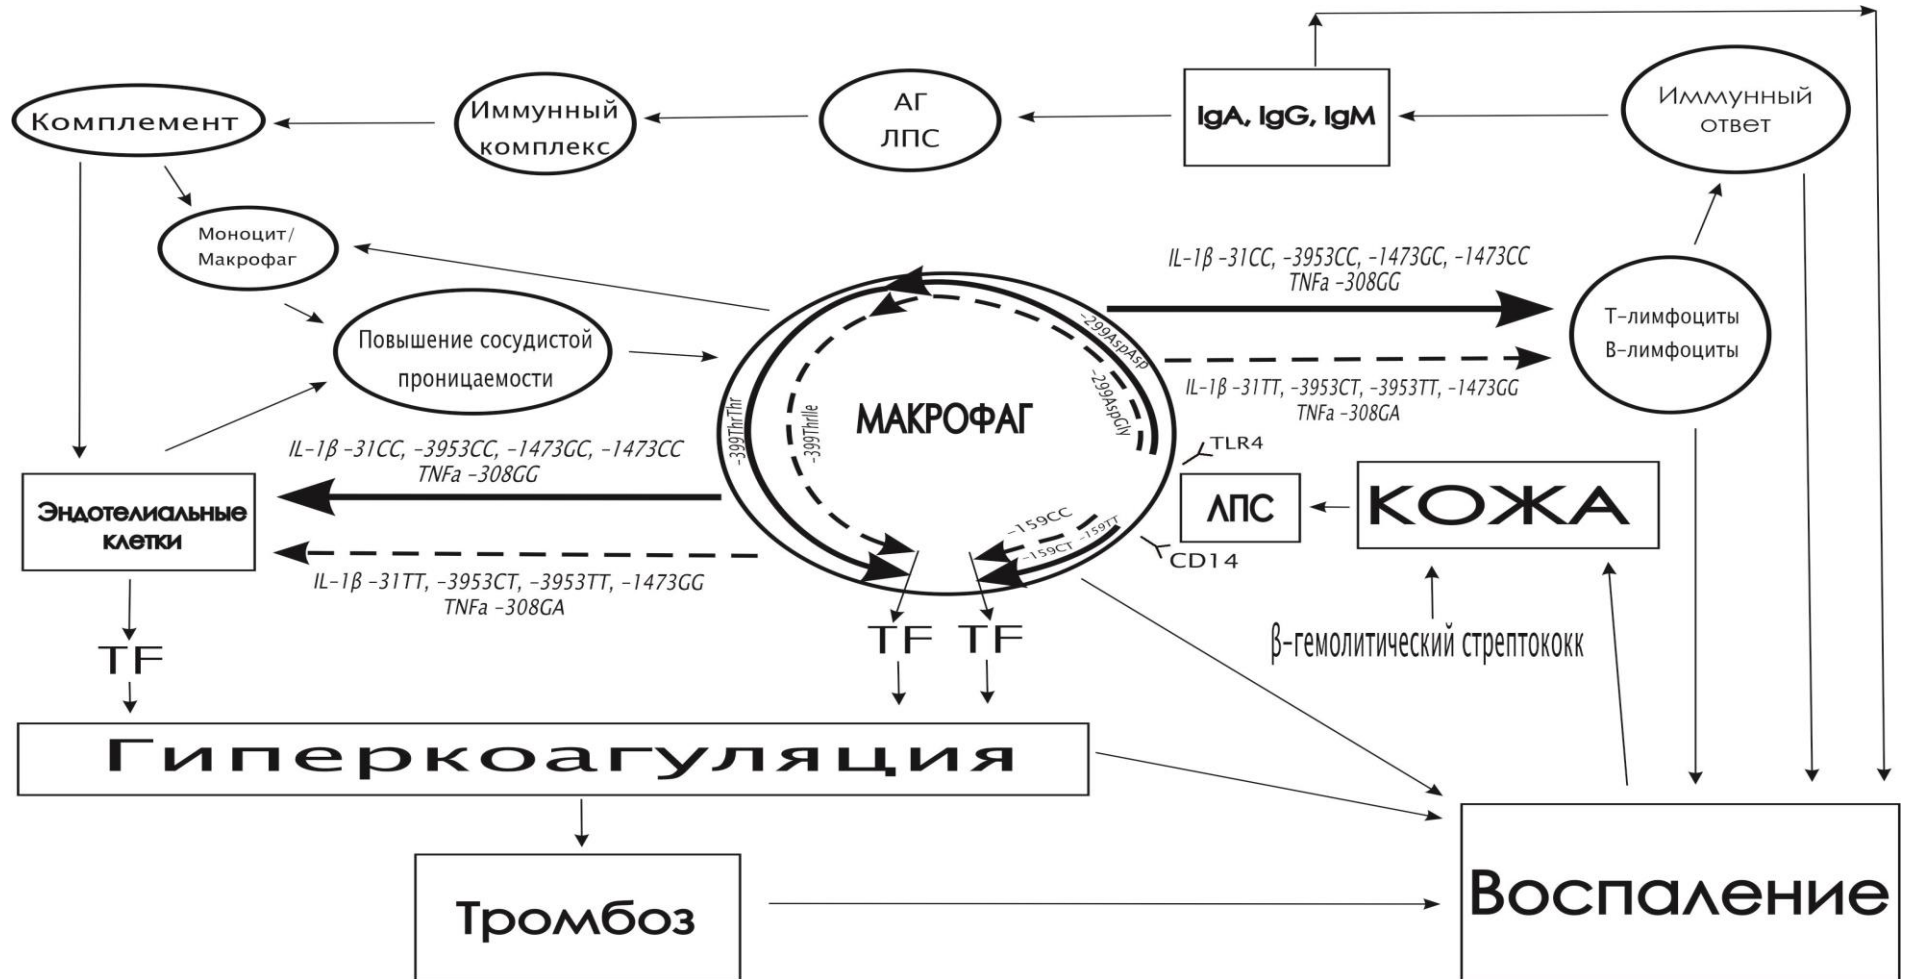 Комплемент
Иммунный
комплекс
АГ
ЛПС
IgA, IgG, IgM
Иммунный
ответ
Моноцит/
Макрофаг
Повышение сосудистой
проницаемости
IL-1β -31CC, -3953CC, -1473GC, -1473CC
TNFa -308GG
Т-лимфоциты
В-лимфоциты
IL-1β -31TT, -3953CT, -3953TT, -1473GG
TNFa -308GA
-299AspAsp
-299AspGly
-399ThrThr
-399ThrIle
МАКРОФАГ
IL-1β -31CC, -3953CC, -1473GC, -1473CC
TNFa -308GG
Эндотелиальные
клетки
IL-1β -31TT, -3953CT, -3953TT, -1473GG
TNFa -308GA
TLR4
ЛПС
КОЖА
-159CC
-159CT -159TT
CD14
TF
TF
TF
β-гемолитический стрептококк
Гиперкоагуляция
Тромбоз
Воспаление